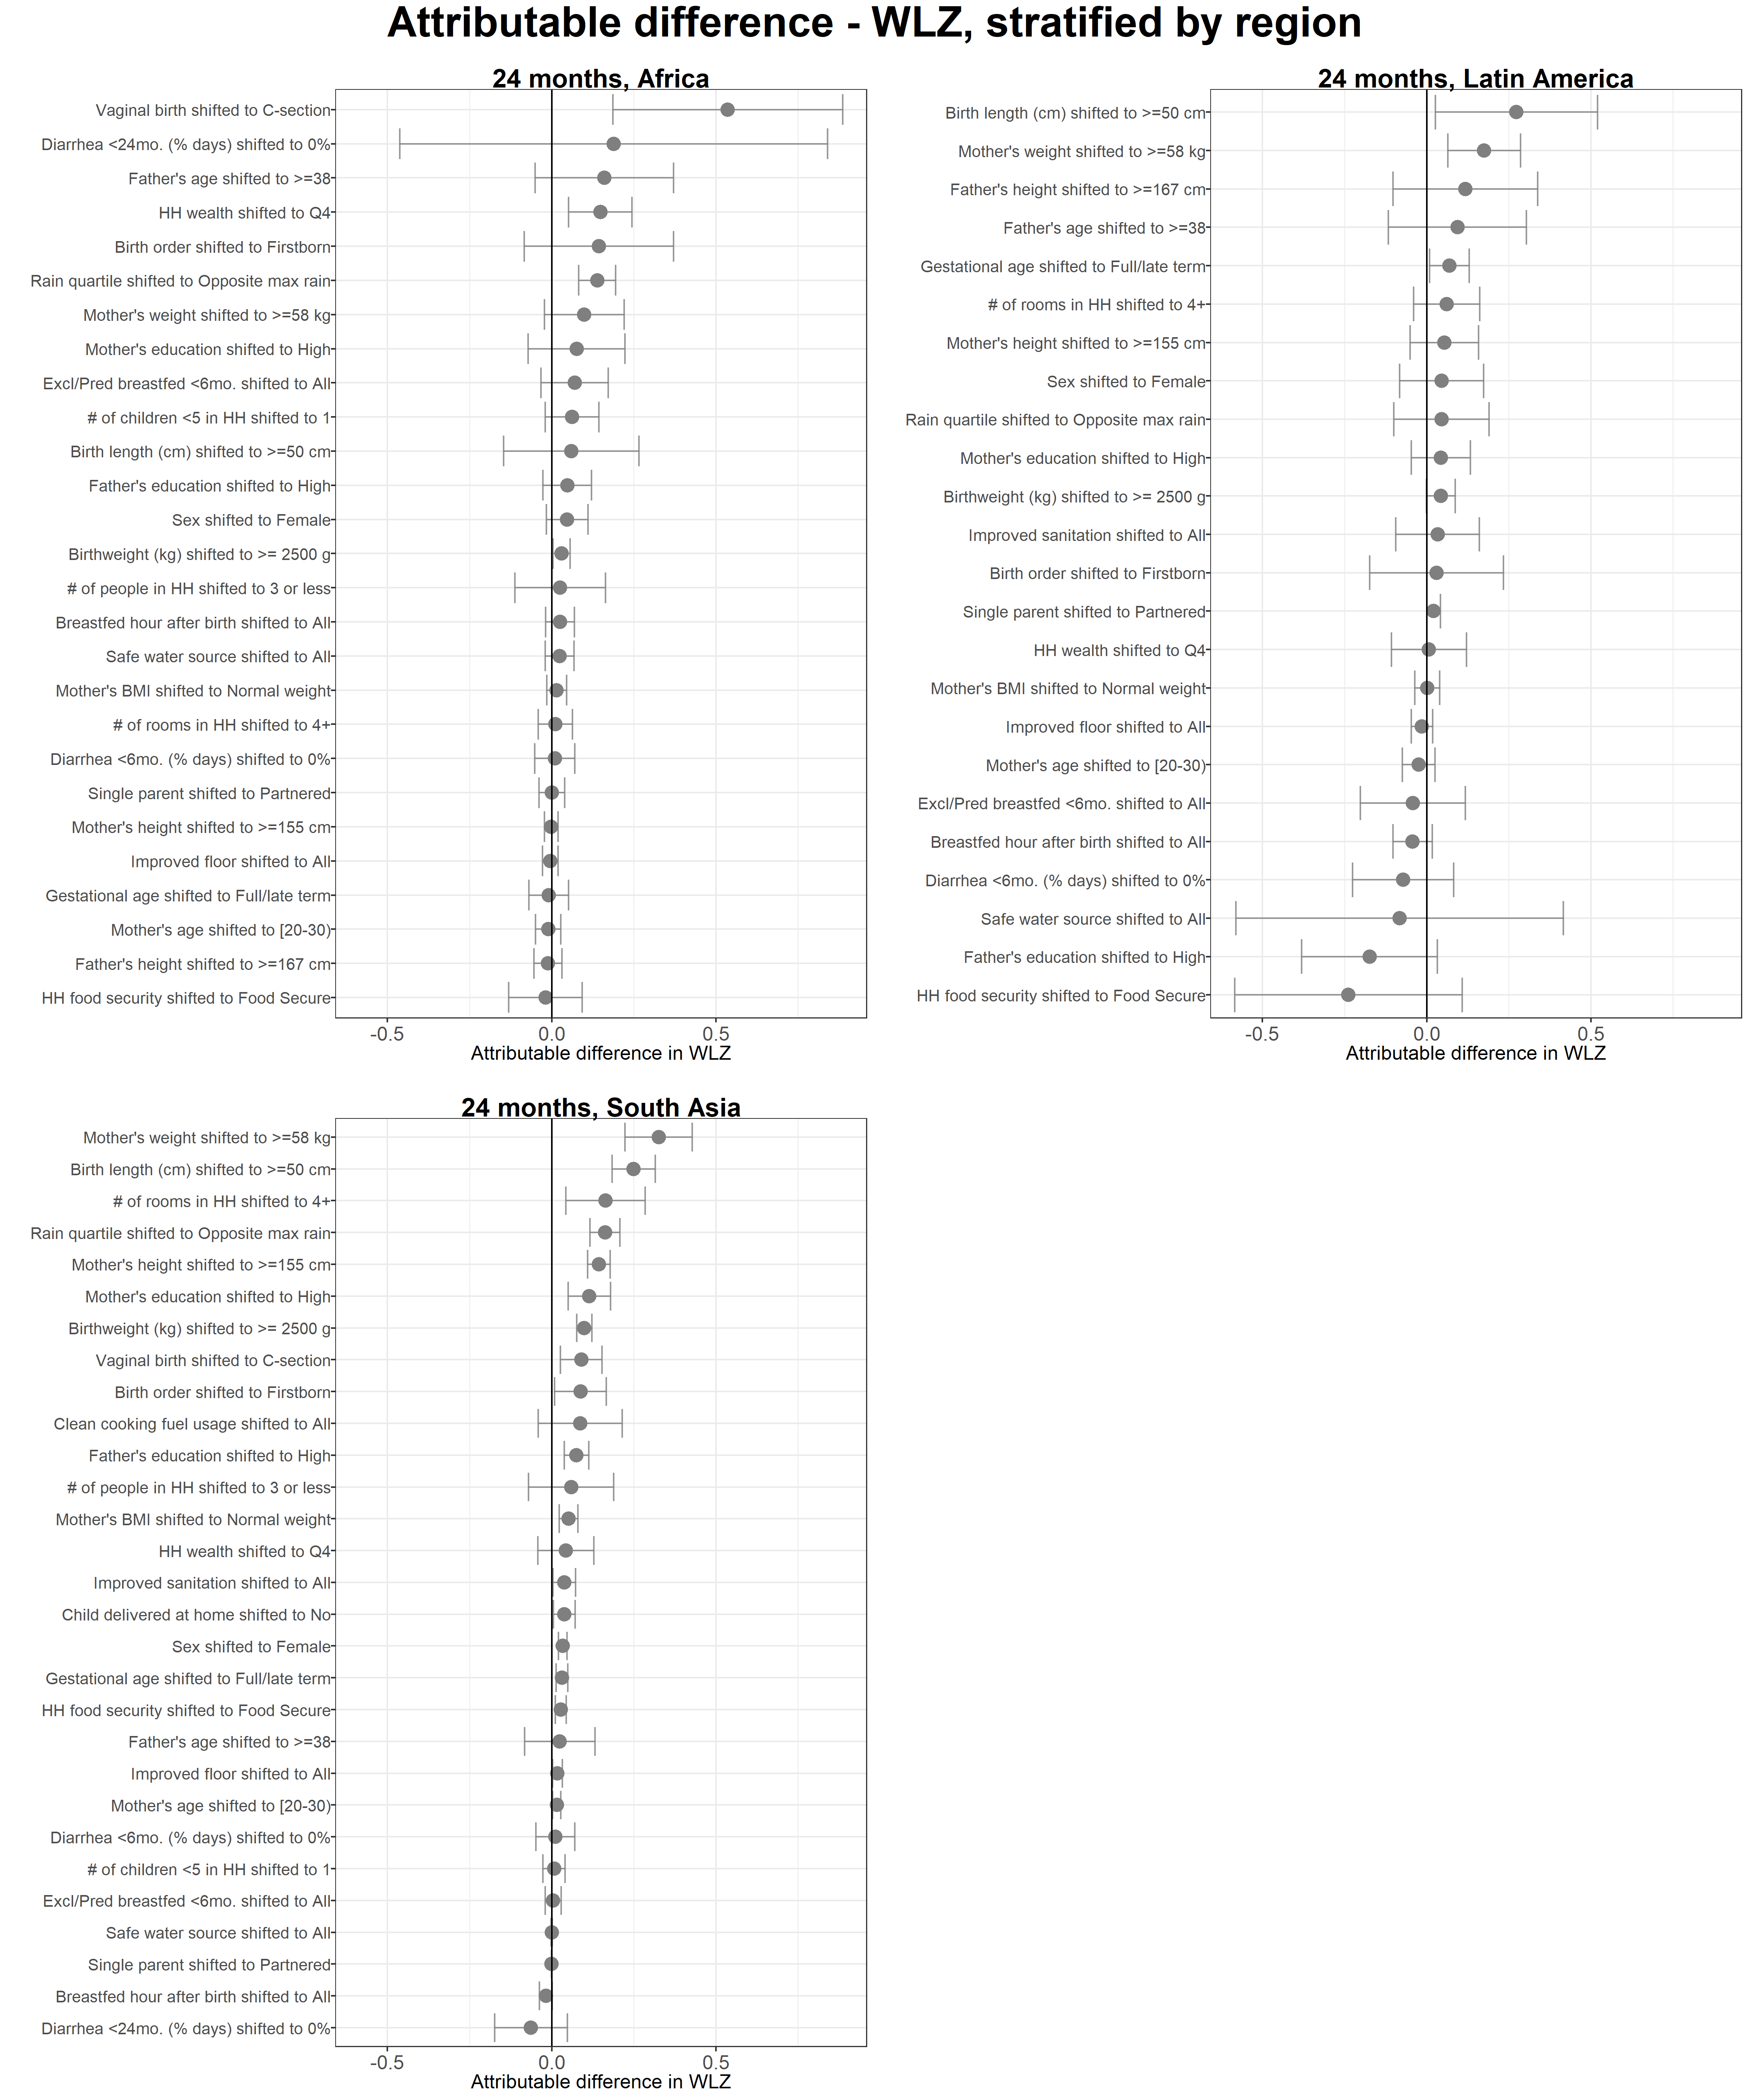 Attributable difference - WLZ, stratified by region
24 months, Africa
Vaginal birth shifted to C-section
Diarrhea <24mo. (% days) shifted to 0%
Father's age shifted to >=38
HH wealth shifted to Q4
Birth order shifted to Firstborn
Rain quartile shifted to Opposite max rain
Mother's weight shifted to >=58 kg
Mother's education shifted to High
Excl/Pred breastfed <6mo. shifted to All
# of children <5 in HH shifted to 1
Birth length (cm) shifted to >=50 cm
Father's education shifted to High
Sex shifted to Female
Birthweight (kg) shifted to >= 2500 g
# of people in HH shifted to 3 or less
Breastfed hour after birth shifted to All
Safe water source shifted to All
Mother's BMI shifted to Normal weight
# of rooms in HH shifted to 4+
Diarrhea <6mo. (% days) shifted to 0%
Single parent shifted to Partnered
Mother's height shifted to >=155 cm
Improved floor shifted to All
Gestational age shifted to Full/late term
Mother's age shifted to [20-30)
Father's height shifted to >=167 cm
HH food security shifted to Food Secure
-0.5 0.0 0.5
Attributable difference in WLZ
24 months, Latin America
Birth length (cm) shifted to >=50 cm
Mother's weight shifted to >=58 kg
Father's height shifted to >=167 cm
Father's age shifted to >=38
Gestational age shifted to Full/late term
# of rooms in HH shifted to 4+
Mother's height shifted to >=155 cm
Sex shifted to Female
Rain quartile shifted to Opposite max rain
Mother's education shifted to High
Birthweight (kg) shifted to >= 2500 g
Improved sanitation shifted to All
Birth order shifted to Firstborn
Single parent shifted to Partnered
HH wealth shifted to Q4
Mother's BMI shifted to Normal weight
Improved floor shifted to All
Mother's age shifted to [20-30)
Excl/Pred breastfed <6mo. shifted to All
Breastfed hour after birth shifted to All
Diarrhea <6mo. (% days) shifted to 0%
Safe water source shifted to All
Father's education shifted to High
HH food security shifted to Food Secure
-0.5 0.0 0.5
Attributable difference in WLZ
24 months, South Asia
Mother's weight shifted to >=58 kg
Birth length (cm) shifted to >=50 cm
# of rooms in HH shifted to 4+
Rain quartile shifted to Opposite max rain
Mother's height shifted to >=155 cm
Mother's education shifted to High
Birthweight (kg) shifted to >= 2500 g
Vaginal birth shifted to C-section
Birth order shifted to Firstborn
Clean cooking fuel usage shifted to All
Father's education shifted to High
# of people in HH shifted to 3 or less
Mother's BMI shifted to Normal weight
HH wealth shifted to Q4
Improved sanitation shifted to All
Child delivered at home shifted to No
Sex shifted to Female
Gestational age shifted to Full/late term
HH food security shifted to Food Secure
Father's age shifted to >=38
Improved floor shifted to All
Mother's age shifted to [20-30)
Diarrhea <6mo. (% days) shifted to 0%
# of children <5 in HH shifted to 1
Excl/Pred breastfed <6mo. shifted to All
Safe water source shifted to All
Single parent shifted to Partnered
Breastfed hour after birth shifted to All
Diarrhea <24mo. (% days) shifted to 0%
-0.5 0.0 0.5
Attributable difference in WLZ